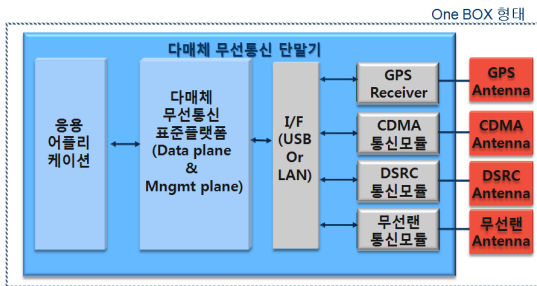 One BOX 형태
다매체 무선통신 단말기
응용
어플리
케이션
다매체
무선통신
표준플랫폼
(Data plane
&
Mngmt plane)
I/F
(USB
Or
LAN)
GPS
Receiver
CDMA
통신모듈
DSRC
통신모듈
무선랜
통신모듈
GPS
Antenna
CDMA
Antenna
DSRC
Antenna
무선랜
Antenna